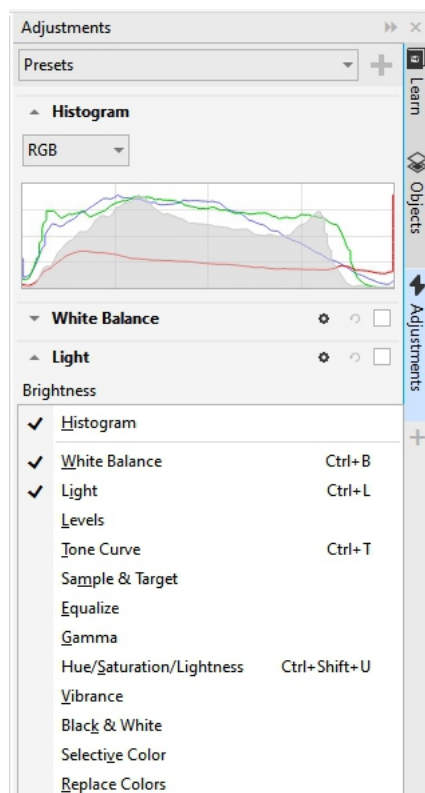 Adjustments
Presets
Histogram
RGB
White Balance
Light
Brightness
Histogram
White Balance Ctrl+B
Light Ctrl+L
Levels
Tone Curve Ctrl+T
Sample & Target
Equalize
Gamma
Hue/Saturation/Lightness Ctrl+Shift+U
Vibrance
Black & White
Selective Color
Replace Colors
Learn
Objects
Adjustments